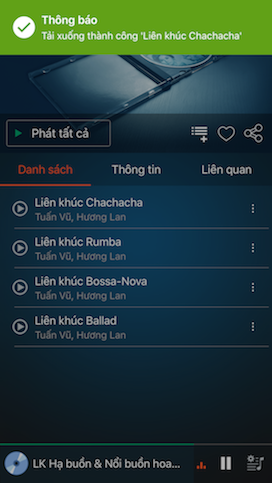 Thông báo
Tải xuống thành công 'Liên khúc Chachacha'
Phát tất cả
Danh sách
Thông tin
Liên quan
Liên khúc Chachacha
Tuấn Vũ, Hương Lan
Liên khúc Rumba
Tuấn Vũ, Hương Lan
Liên khúc Bossa-Nova
Tuấn Vũ, Hương Lan
Liên khúc Ballad
Tuấn Vũ, Hương Lan
LK Hạ buồn & Nổi buồn hoa...